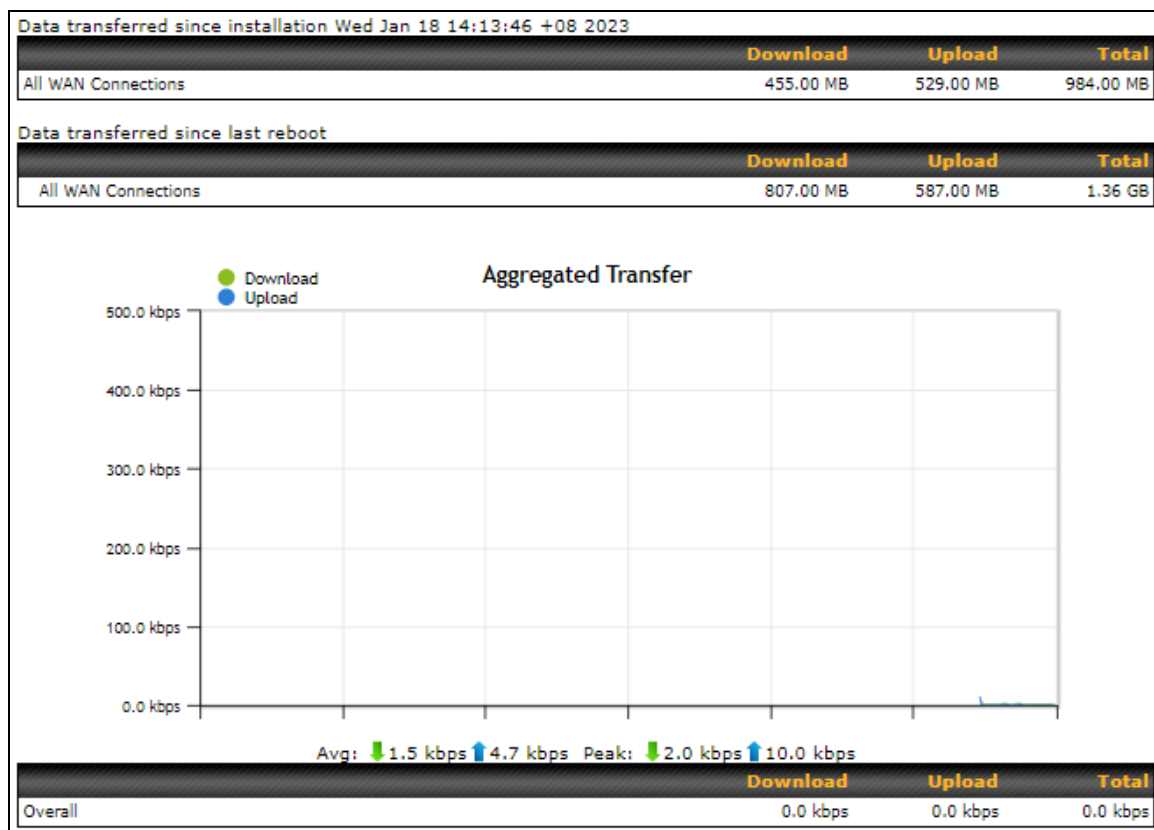 Data transferred since installation Wed Jan 18 14:13:46 +08 2023
Download Upload Total
All WAN Connections 455.00 MB 529.00 MB 984.00 MB
Data transferred since last reboot
Download Upload Total
All WAN Connections 807.00 MB 587.00 MB 1.36 GB
Aggregated Transfer
Download
Upload
500.0 kbps
400.0 kbps
300.0 kbps
200.0 kbps
100.0 kbps
0.0 kbps
Avg: 1.5 kbps 4.7 kbps Peak: 2.0 kbps 10.0 kbps
Download Upload Total
Overall 0.0 kbps 0.0 kbps 0.0 kbps